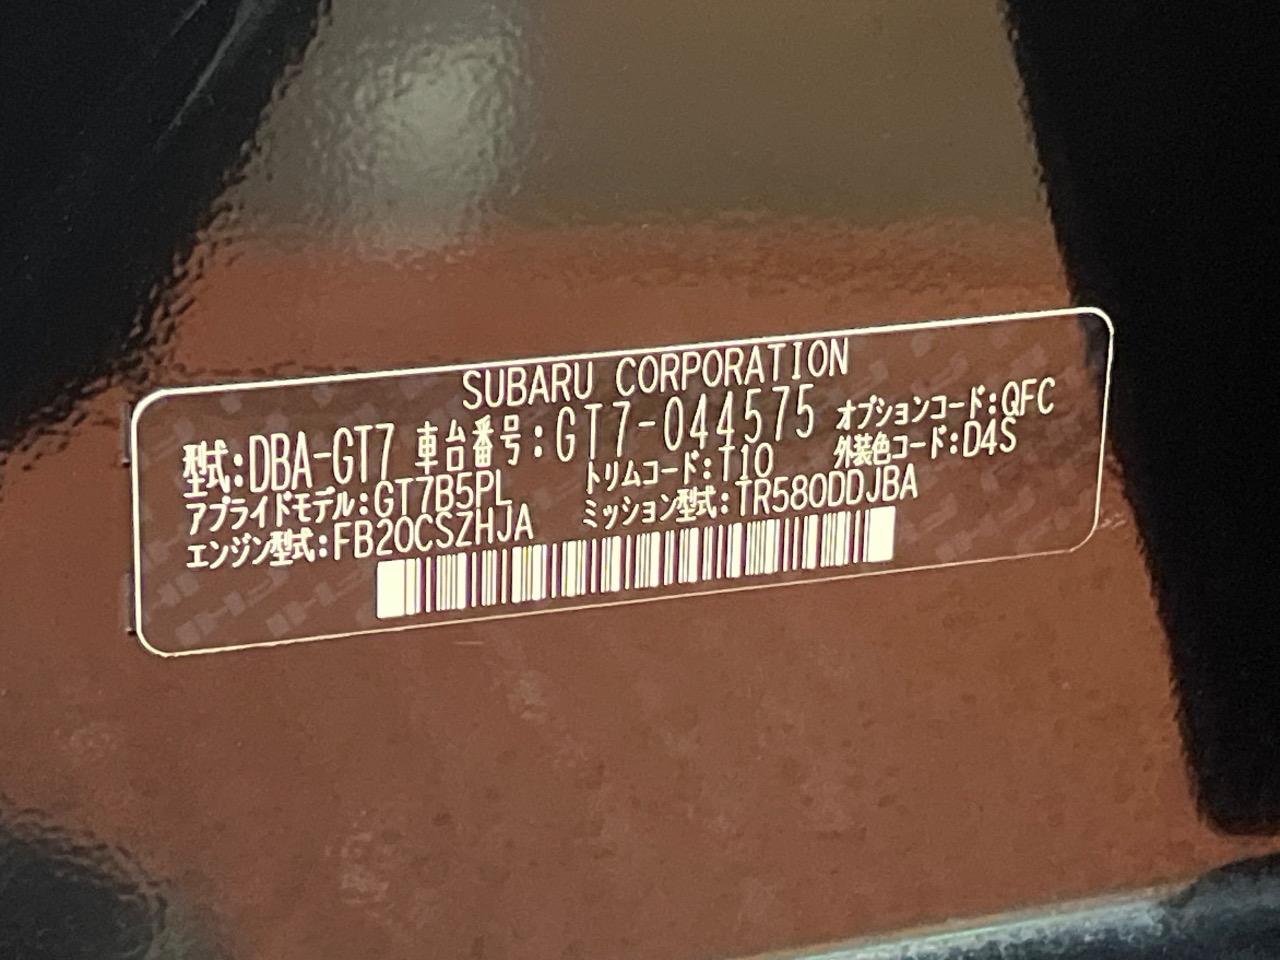 SUBARU CORPORATION
型式:DBA-GT7 車台番号:GT7-044575 オプションコード:QFC
アプライドモデル:GT7B5PL トリムコード:T10 外装色コード:D4S
エンジン型式:FB20CSZHJA ミッション型式:TR580DDJBA